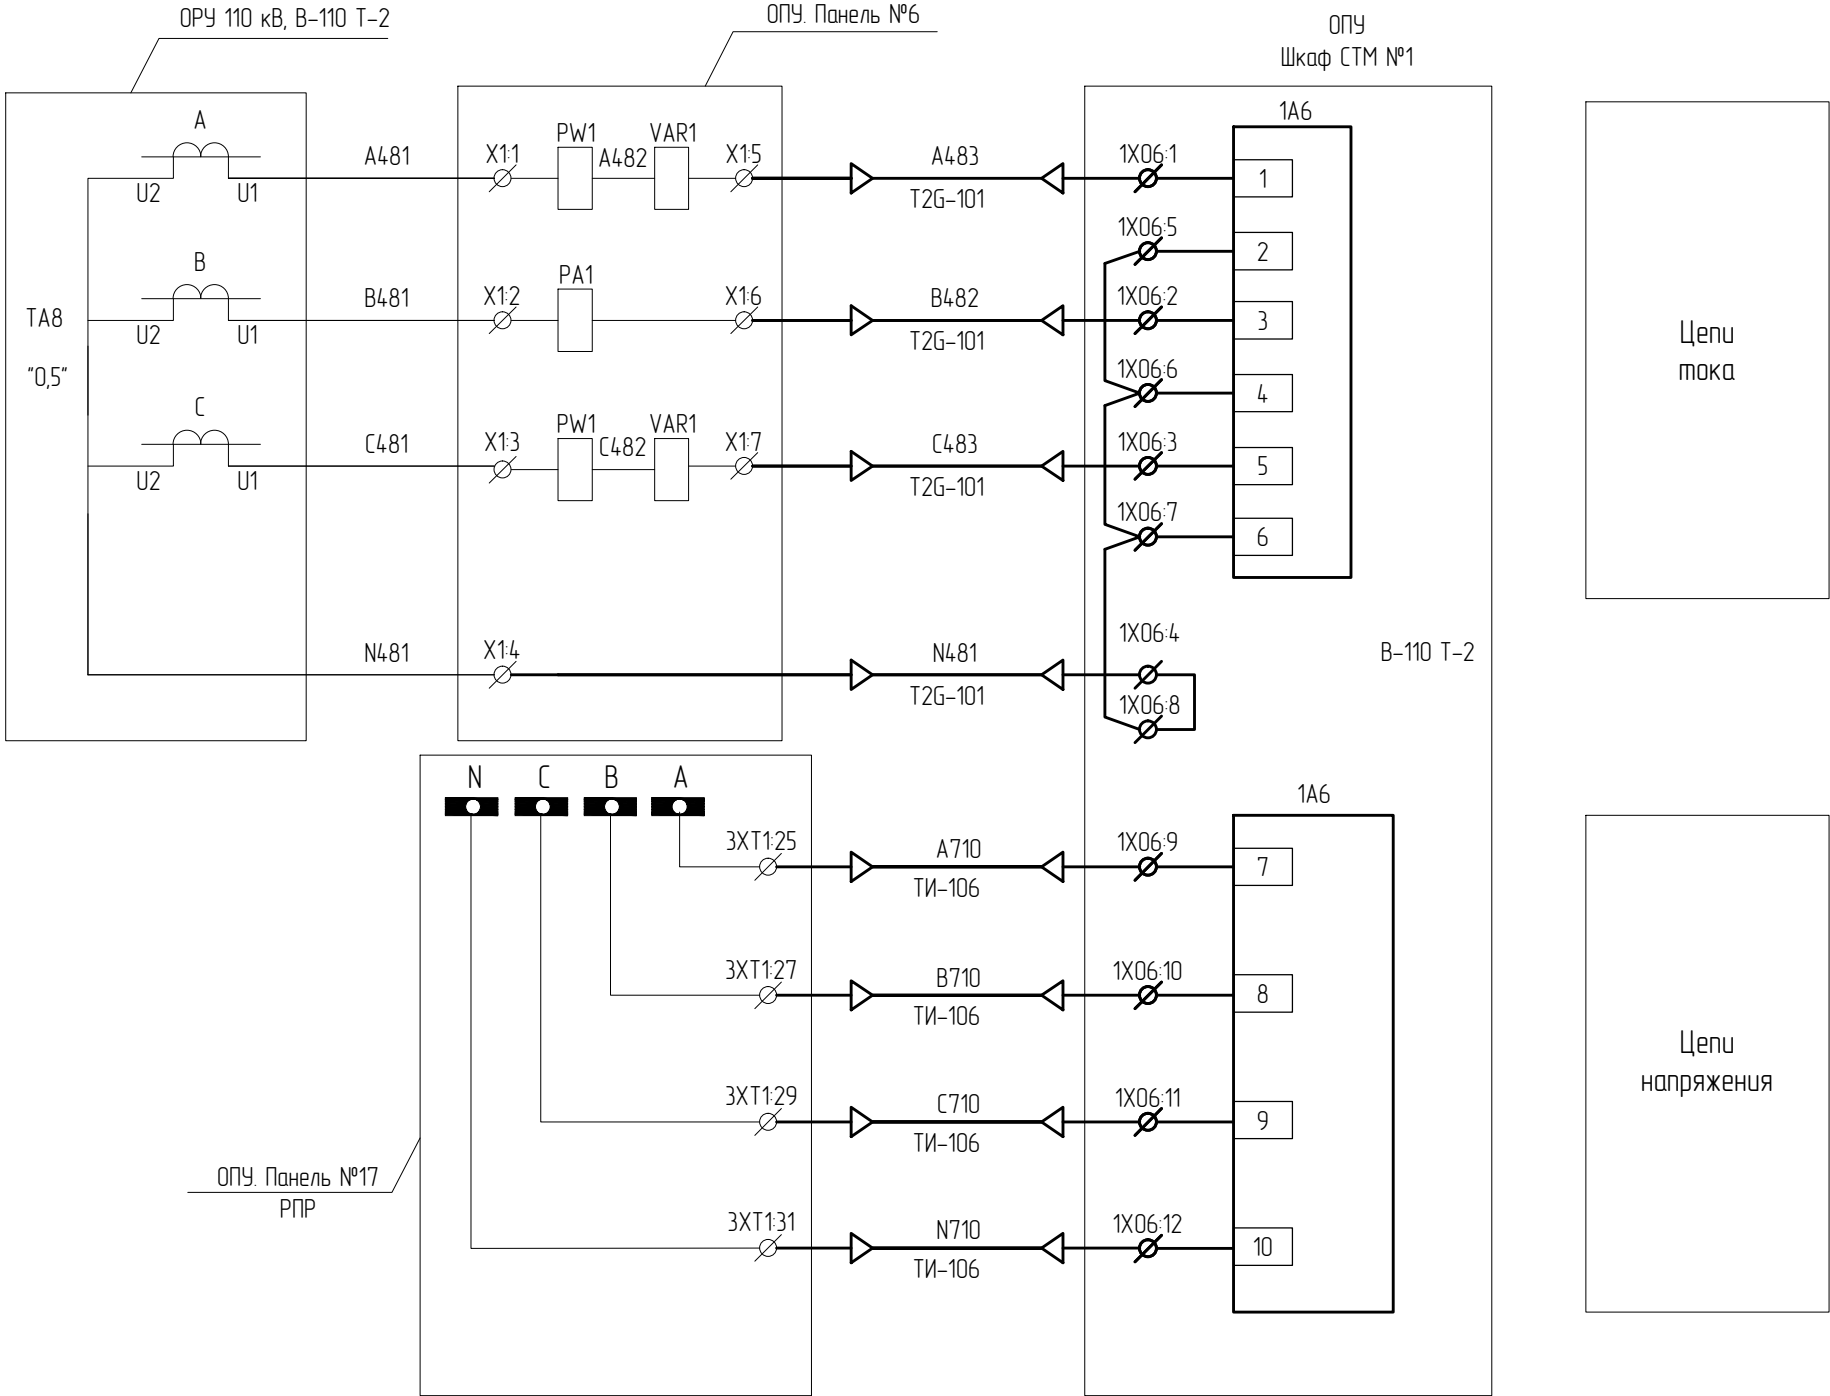 ОРУ 110 кВ, В-110 Т-2
ОПУ. Панель №6
ОПУ
Шкаф СТМ №1
1А6
A
U2
U1
A481
X1:1
PW1
A482
VAR1
X1:5
A483
T2G-101
1X06:1
1
1X06:5
2
B
U2
U1
B481
X1:2
PA1
X1:6
B482
T2G-101
1X06:2
3
ТА8
"0,5"
1X06:6
4
C
U2
U1
C481
X1:3
PW1
C482
VAR1
X1:7
C483
T2G-101
1X06:3
5
1X06:7
6
Цепи
тока
N481
X1:4
N481
T2G-101
1X06:4
1X06:8
В-110 Т-2
N
C
B
A
1А6
3XT1:25
A710
ТИ-106
1X06:9
7
3XT1:27
B710
ТИ-106
1X06:10
8
3XT1:29
C710
ТИ-106
1X06:11
9
3XT1:31
N710
ТИ-106
1X06:12
10
ОПУ. Панель №17
РПР
Цепи
напряжения